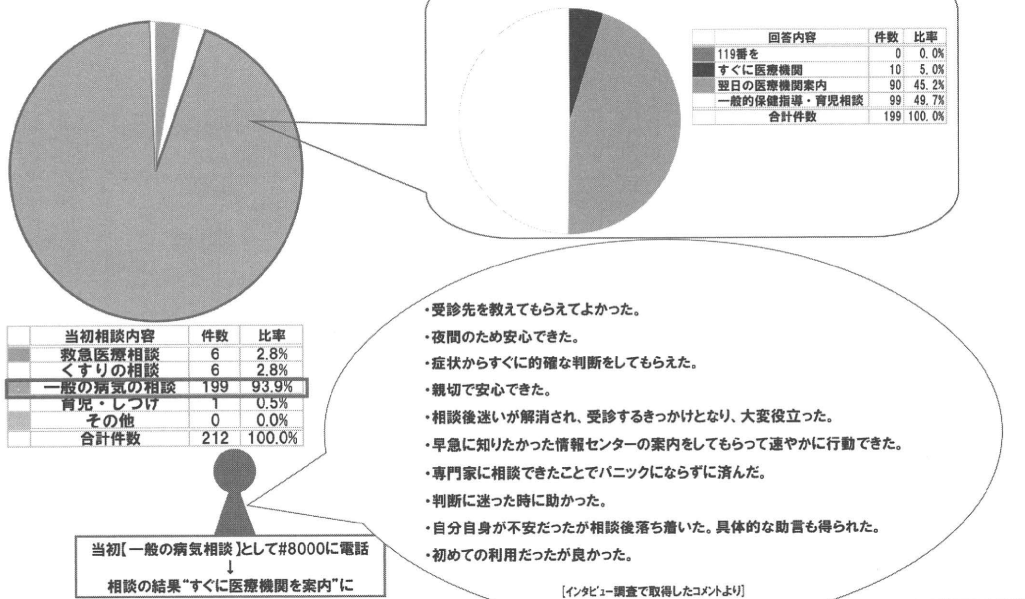 回答内容 件数 比率
119番を 0 0.0%
すぐに医療機関 10 5.0%
翌日の医療機関案内 90 45.2%
一般的保健指導・育児相談 99 49.7%
合計件数 199 100.0%
当初相談内容 件数 比率
救急医療相談 6 2.8%
くすりの相談 6 2.8%
一般の病気の相談 199 93.9%
育児・しつけ 1 0.5%
その他 0 0.0%
合計件数 212 100.0%
・受診先を教えてもらえてよかった。
・夜間のため安心できた。
・症状からすぐに的確な判断をしてもらえた。
・親切で安心できた。
・相談後迷いが解消され、受診するきっかけとなり、大変役立った。
・早急に知りたかった情報センターの案内をしてもらって速やかに行動できた。
・専門家に相談できたことでパニックにならずに済んだ。
・判断に迷った時に助かった。
・自分自身が不安だったが相談後落ち着いた。具体的な助言も得られた。
・初めての利用だったが良かった。
[インタビュー調査で取得したコメントより]
当初【一般の病気相談】として#8000に電話
↓
相談の結果“すぐに医療機関を案内”に